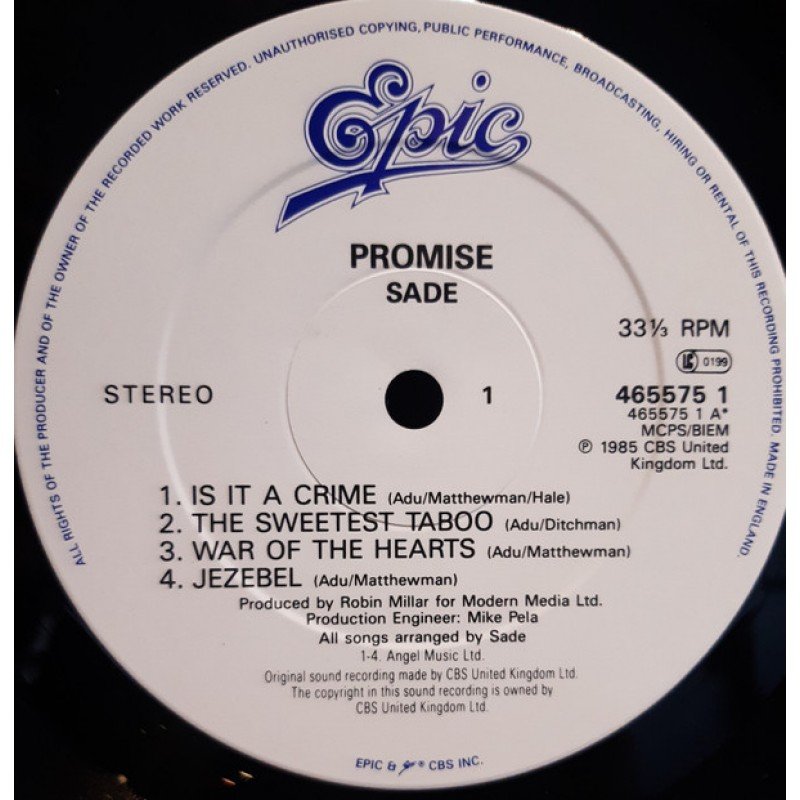 ALL RIGHTS OF THE PRODUCER AND OF THE OWNER OF THE RECORDED WORK RESERVED. UNAUTHORISED COPYING, PUBLIC PERFORMANCE, BROADCASTING, HIRING OR RENTAL OF THIS RECORDING PROHIBITED. MADE IN ENGLAND.
Epic
PROMISE
SADE
33⅓ RPM
LC 0199
STEREO
1
465575 1
465575 1 A*
MCPS/BIEM
℗ 1985 CBS United
Kingdom Ltd.
1. IS IT A CRIME (Adu/Matthewman/Hale)
2. THE SWEETEST TABOO (Adu/Ditchman)
3. WAR OF THE HEARTS (Adu/Matthewman)
4. JEZEBEL (Adu/Matthewman)
Produced by Robin Millar for Modern Media Ltd.
Production Engineer: Mike Pela
All songs arranged by Sade
1-4. Angel Music Ltd.
Original sound recording made by CBS United Kingdom Ltd.
The copyright in this sound recording is owned by
CBS United Kingdom Ltd.
EPIC & ® CBS INC.